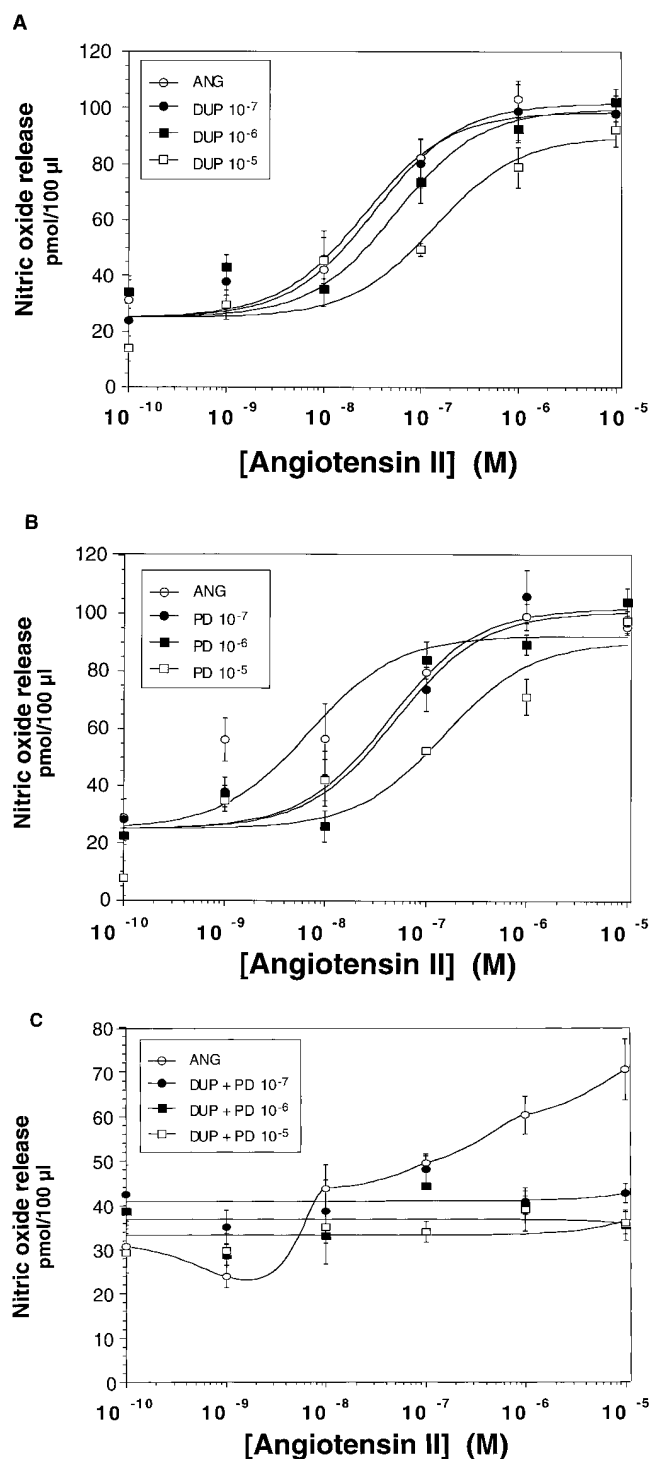 A
120
100
80
60
40
20
0
Nitric oxide release
pmol/100 µl
ANG
DUP 10⁻⁷
DUP 10⁻⁶
DUP 10⁻⁵
10⁻¹⁰ 10⁻⁹ 10⁻⁸ 10⁻⁷ 10⁻⁶ 10⁻⁵
[Angiotensin II] (M)
B
120
100
80
60
40
20
0
Nitric oxide release
pmol/100 µl
ANG
PD 10⁻⁷
PD 10⁻⁶
PD 10⁻⁵
10⁻¹⁰ 10⁻⁹ 10⁻⁸ 10⁻⁷ 10⁻⁶ 10⁻⁵
[Angiotensin II] (M)
C
80
70
60
50
40
30
20
10
0
Nitric oxide release
pmol/100 µl
ANG
DUP + PD 10⁻⁷
DUP + PD 10⁻⁶
DUP + PD 10⁻⁵
10⁻¹⁰ 10⁻⁹ 10⁻⁸ 10⁻⁷ 10⁻⁶ 10⁻⁵
[Angiotensin II] (M)